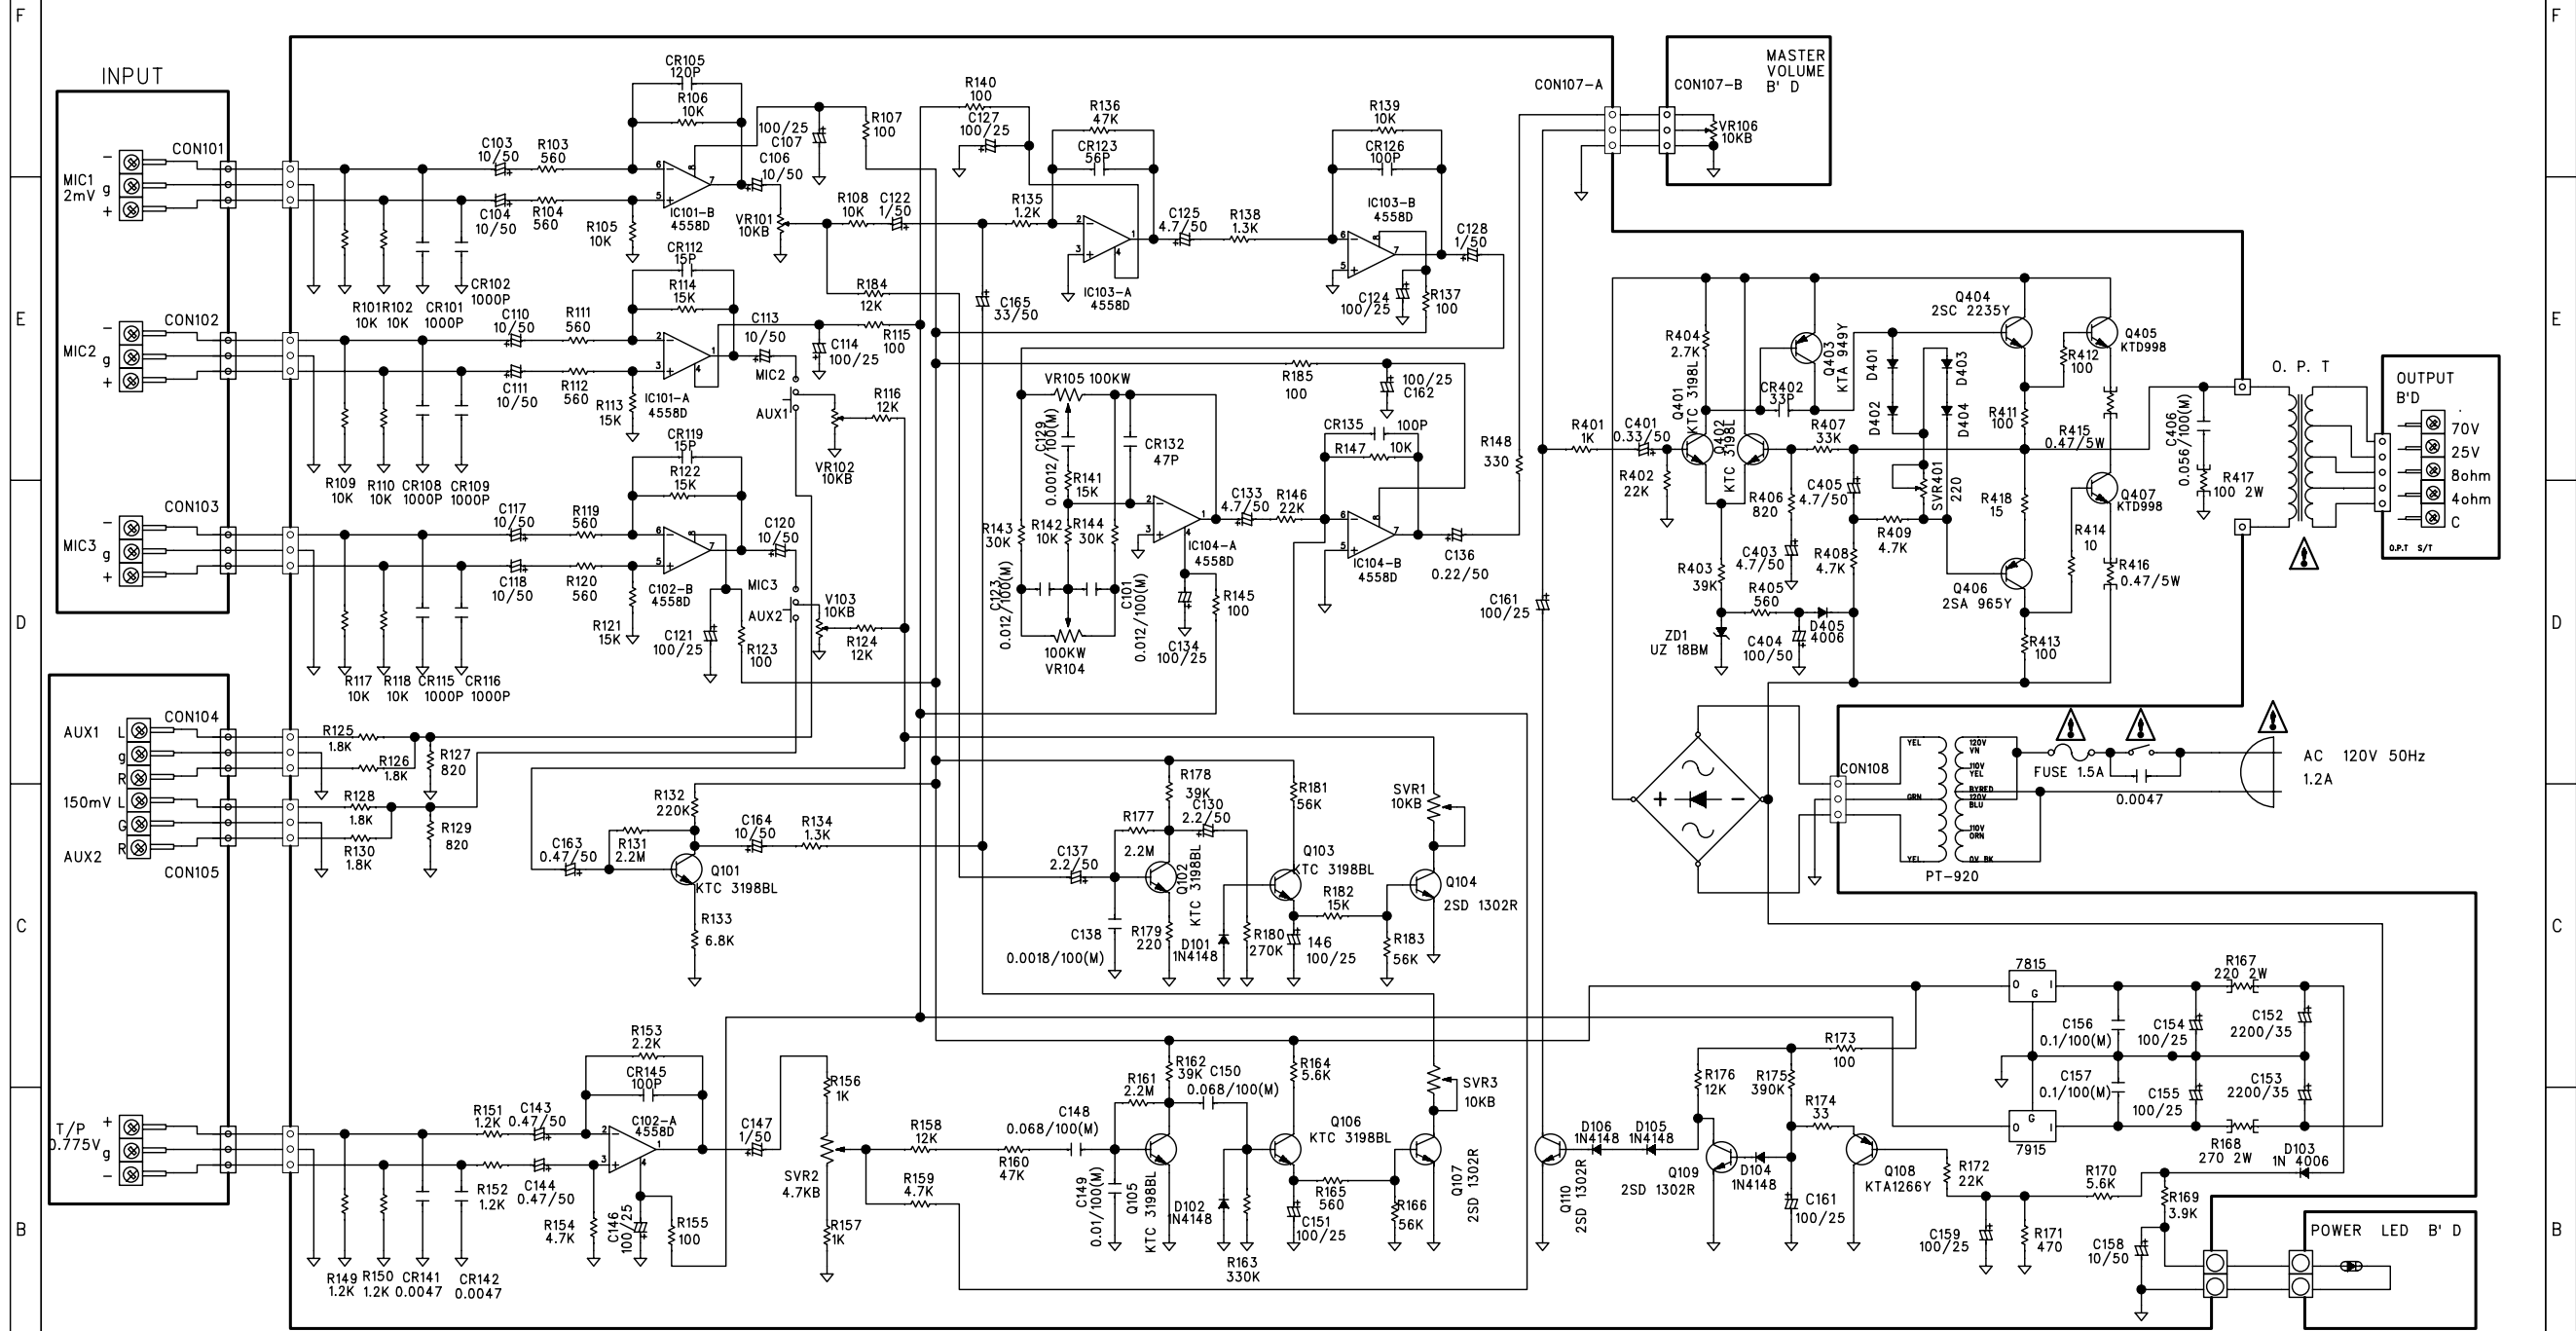 F
F
E
E
D
D
C
C
B
B
INPUT
CON101
-
MIC1 g
2mV
+
CON102
-
MIC2
g
+
CON103
-
MIC3
g
+
CON104
AUX1 L
g
R
150mV L
G
AUX2 R
CON105
T/P +
0.775V
g
-
CR105
120P
R106
10K
C103
10/50
R103
560
C104
10/50
R104
560
R105
10K
IC101-B
4558D
100/25
C107
R107
100
C106
10/50
VR101
10KB
R108
10K
C122
1/50
R101 R102
10K 10K
CR101
1000P
CR102
1000P
CR112
15P
R114
15K
C110
10/50
R111
560
C111
10/50
R112
560
R113
15K
IC101-A
4558D
C113
10/50
C114
100/25
R115
100
R184
12K
MIC2
AUX1
R116
12K
VR102
10KB
R109
10K
R110
10K
CR108
1000P
CR109
1000P
CR119
15P
R122
15K
C117
10/50
R119
560
C118
10/50
R120
560
R121
15K
C102-B
4558D
C120
10/50
MIC3
AUX2
V103
10KB
R124
12K
C121
100/25
R123
100
R117
10K
R118
10K
CR115
1000P
CR116
1000P
R125
1.8K
R126
1.8K
R127
820
R128
1.8K
R130
1.8K
R129
820
R140
100
C127
100/25
R136
47K
CR123
56P
R135
1.2K
IC103-A
4558D
C125
4.7/50
R138
1.3K
R139
10K
CR126
100P
IC103-B
4558D
C128
1/50
C124
100/25
R137
100
C165
33/50
VR105 100KW
C129
0.0012/100(M)
CR132
47P
R141
15K
R143
30K
R142
10K
R144
30K
C123
0.012/100(M)
C101
0.012/100(M)
100KW
VR104
IC104-A
4558D
C134
100/25
R145
100
C133
4.7/50
R146
22K
R185
100
100/25
C162
CR135
100P
R147
10K
IC104-B
4558D
C136
0.22/50
R148
330
CON107-A
CON107-B
MASTER
VOLUME
B' D
VR106
10KB
C161
100/25
R401
1K
C401
0.33/50
R402
22K
R404
2.7K
Q401
KTC 3198L
Q402
KTC 3198L
Q403
KTA 949Y
CR402
33P
R407
33K
R406
820
C405
4.7/50
C403
4.7/50
R408
4.7K
R409
4.7K
R403
39K
R405
560
D405
4006
ZD1
UZ 18BM
C404
100/50
D401
D402
D403
D404
SVR401
220
Q404
2SC 2235Y
Q405
KTD998
R412
100
R411
100
R415
0.47/5W
R418
15
Q407
KTD998
R414
10
R416
0.47/5W
Q406
2SA 965Y
R413
100
C406
0.056/100(M)
R417
100 2W
O. P. T
OUTPUT
B'D
70V
25V
8ohm
4ohm
C
O.P.T S/T
R132
220K
C163
0.47/50
R131
2.2M
Q101
KTC 3198BL
R133
6.8K
C164
10/50
R134
1.3K
C137
2.2/50
R177
2.2M
R178
39K
C130
2.2/50
Q102
KTC 3198BL
C138
0.0018/100(M)
R179
220
D101
1N4148
R180
270K
R181
56K
Q103
KTC 3198BL
R182
15K
146
100/25
R183
56K
SVR1
10KB
Q104
2SD 1302R
+ -
CON108
YEL
GRN
YEL
120V
VN
110V
YEL
BYRED
120V
BLU
110V
ORN
0V BK
PT-920
FUSE 1.5A
0.0047
AC 120V 50Hz
1.2A
R153
2.2K
CR145
100P
R151
1.2K
C143
0.47/50
C102-A
4558D
R152
1.2K
C144
0.47/50
R154
4.7K
C146
100/25
R155
100
C147
1/50
R149
1.2K
R150
1.2K
CR141
0.0047
CR142
0.0047
R156
1K
SVR2
4.7KB
R157
1K
R158
12K
R159
4.7K
R160
47K
C148
0.068/100(M)
R161
2.2M
R162
39K
C150
0.068/100(M)
C149
0.01/100(M)
Q105
KTC 3198BL
D102
1N4148
R163
330K
R164
5.6K
Q106
KTC 3198BL
R165
560
C151
100/25
R166
56K
Q107
2SD 1302R
SVR3
10KB
Q110
2SD 1302R
D106
1N4148
D105
1N4148
R176
12K
R175
390K
R173
100
R174
33
Q109
2SD 1302R
D104
1N4148
C161
100/25
Q108
KTA1266Y
R172
22K
C159
100/25
R171
470
R170
5.6K
R169
3.9K
C158
10/50
7815
O I
G
7915
G
O I
C156
0.1/100(M)
C157
0.1/100(M)
C154
100/25
C155
100/25
R167
220 2W
C152
2200/35
C153
2200/35
R168
270 2W
D103
1N 4006
POWER LED B' D